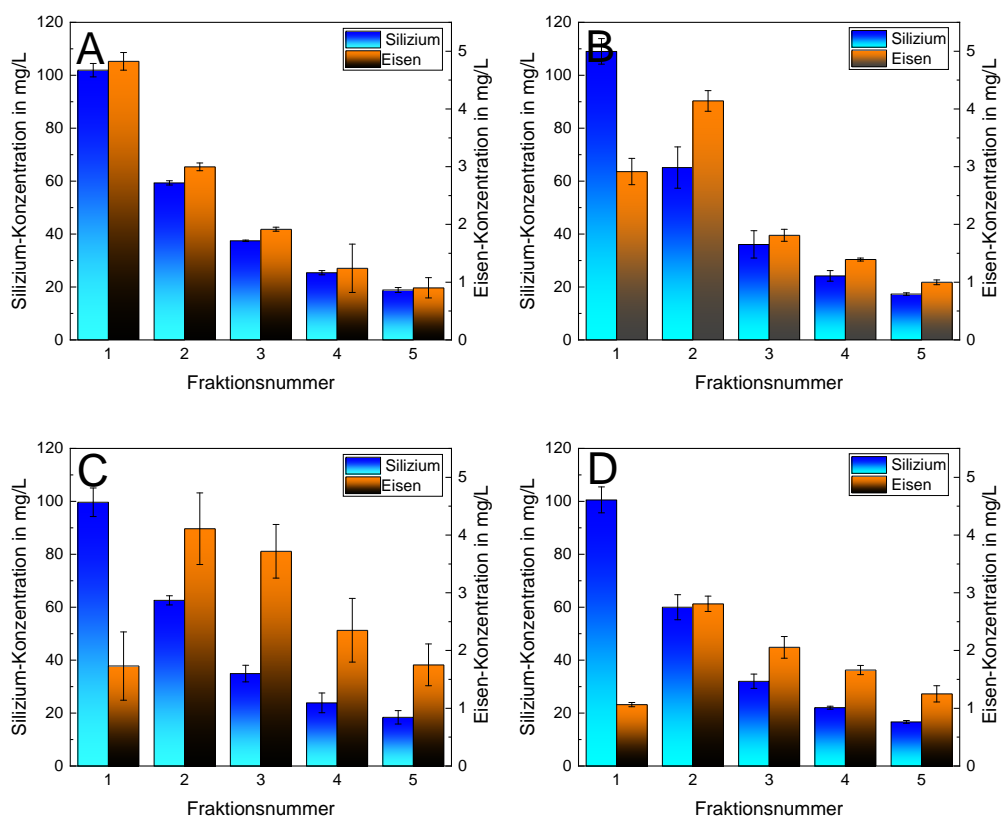 A
Silizium
Eisen
Silizium-Konzentration in mg/L
0
20
40
60
80
100
120
Eisen-Konzentration in mg/L
0
1
2
3
4
5
1 2 3 4 5
Fraktionsnummer
B
Silizium
Eisen
Silizium-Konzentration in mg/L
0
20
40
60
80
100
120
Eisen-Konzentration in mg/L
0
1
2
3
4
5
1 2 3 4 5
Fraktionsnummer
C
Silizium
Eisen
Silizium-Konzentration in mg/L
0
20
40
60
80
100
120
Eisen-Konzentration in mg/L
0
1
2
3
4
5
1 2 3 4 5
Fraktionsnummer
D
Silizium
Eisen
Silizium-Konzentration in mg/L
0
20
40
60
80
100
120
Eisen-Konzentration in mg/L
0
1
2
3
4
5
1 2 3 4 5
Fraktionsnummer